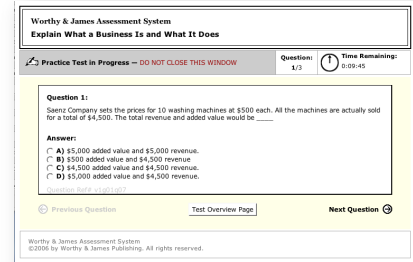 Worthy & James Assessment System
Explain What a Business Is and What It Does
Practice Test in Progress — DO NOT CLOSE THIS WINDOW
Question:
1/3
Time Remaining:
0:09:45
Question 1:
Saenz Company sets the prices for 10 washing machines at $500 each. All the machines are actually sold
for a total of $4,500. The total revenue and added value would be ____
Answer:
A) $5,000 added value and $5,000 revenue.
B) $500 added value and $4,500 revenue
C) $4,500 added value and $4,500 revenue.
D) $5,000 added value and $4,500 revenue.
Question Ref# v1g01q07
Previous Question
Test Overview Page
Next Question
Worthy & James Assessment System
©2006 by Worthy & James Publishing. All rights reserved.